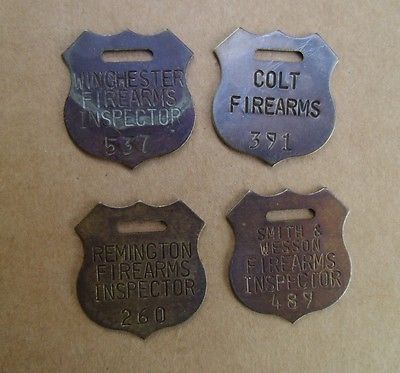 WINCHESTER
FIREARMS
INSPECTOR
537
COLT
FIREARMS
391
REMINGTON
FIREARMS
INSPECTOR
260
SMITH &
WESSON
FIREARMS
INSPECTOR
489